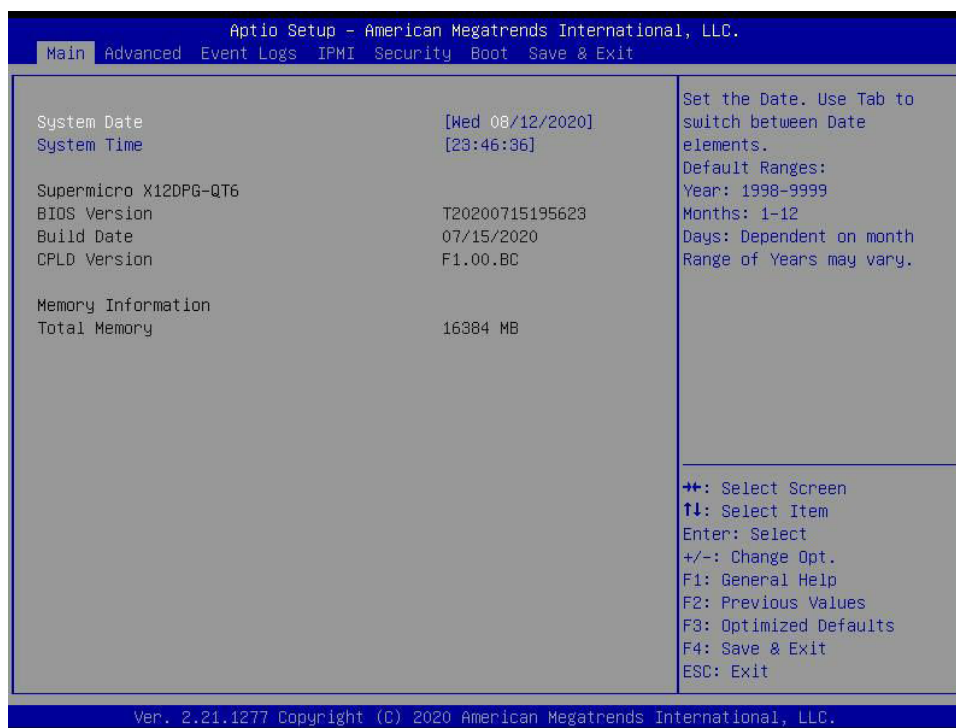 Aptio Setup – American Megatrends International, LLC.
Main Advanced Event Logs IPMI Security Boot Save & Exit
System Date [Wed 08/12/2020]
System Time [23:46:36]
Supermicro X12DPG-QT6
BIOS Version T20200715195623
Build Date 07/15/2020
CPLD Version F1.00.BC
Memory Information
Total Memory 16384 MB
Set the Date. Use Tab to
switch between Date
elements.
Default Ranges:
Year: 1998-9999
Months: 1-12
Days: Dependent on month
Range of Years may vary.
→←: Select Screen
↑↓: Select Item
Enter: Select
+/-: Change Opt.
F1: General Help
F2: Previous Values
F3: Optimized Defaults
F4: Save & Exit
ESC: Exit
Ver. 2.21.1277 Copyright (C) 2020 American Megatrends International, LLC.